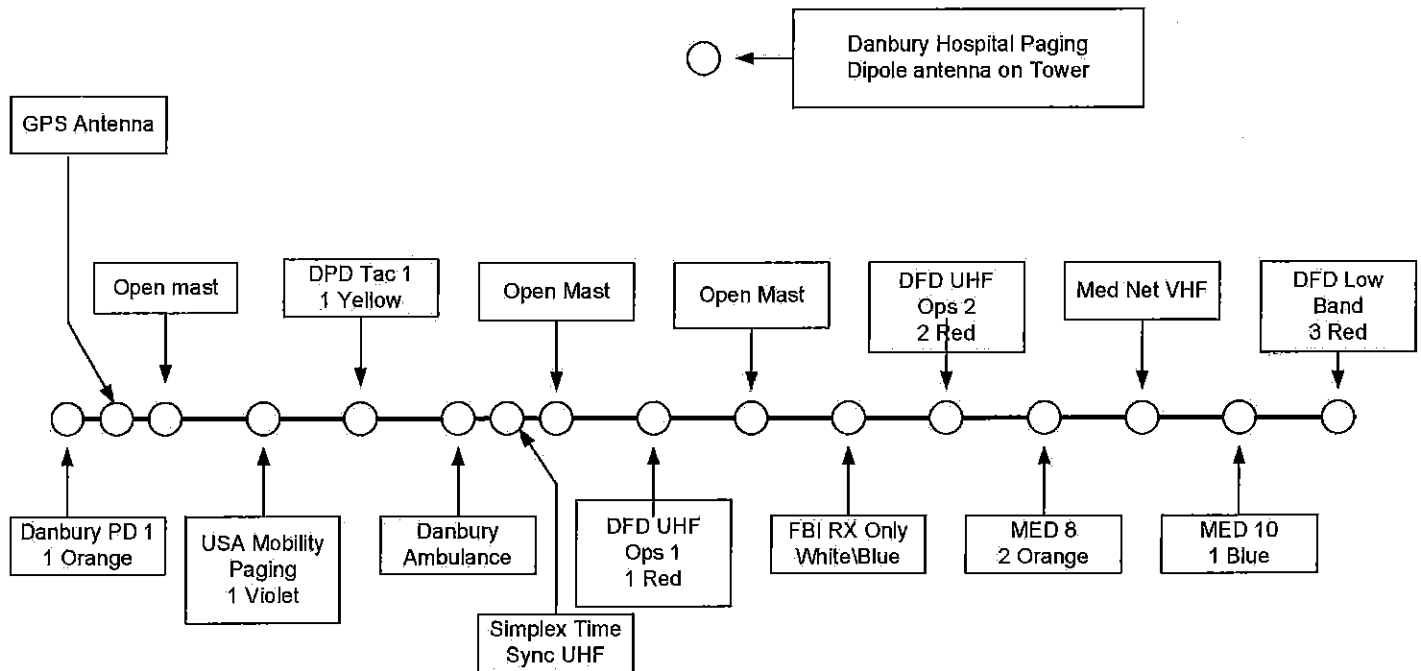 Danbury Hospital Paging
Dipole antenna on Tower
GPS Antenna
Open mast
DPD Tac 1
1 Yellow
Open Mast
Open Mast
DFD UHF
Ops 2
2 Red
Med Net VHF
DFD Low
Band
3 Red
Danbury PD 1
1 Orange
USA Mobility
Paging
1 Violet
Danbury
Ambulance
Simplex Time
Sync UHF
DFD UHF
Ops 1
1 Red
FBI RX Only
White\Blue
MED 8
2 Orange
MED 10
1 Blue